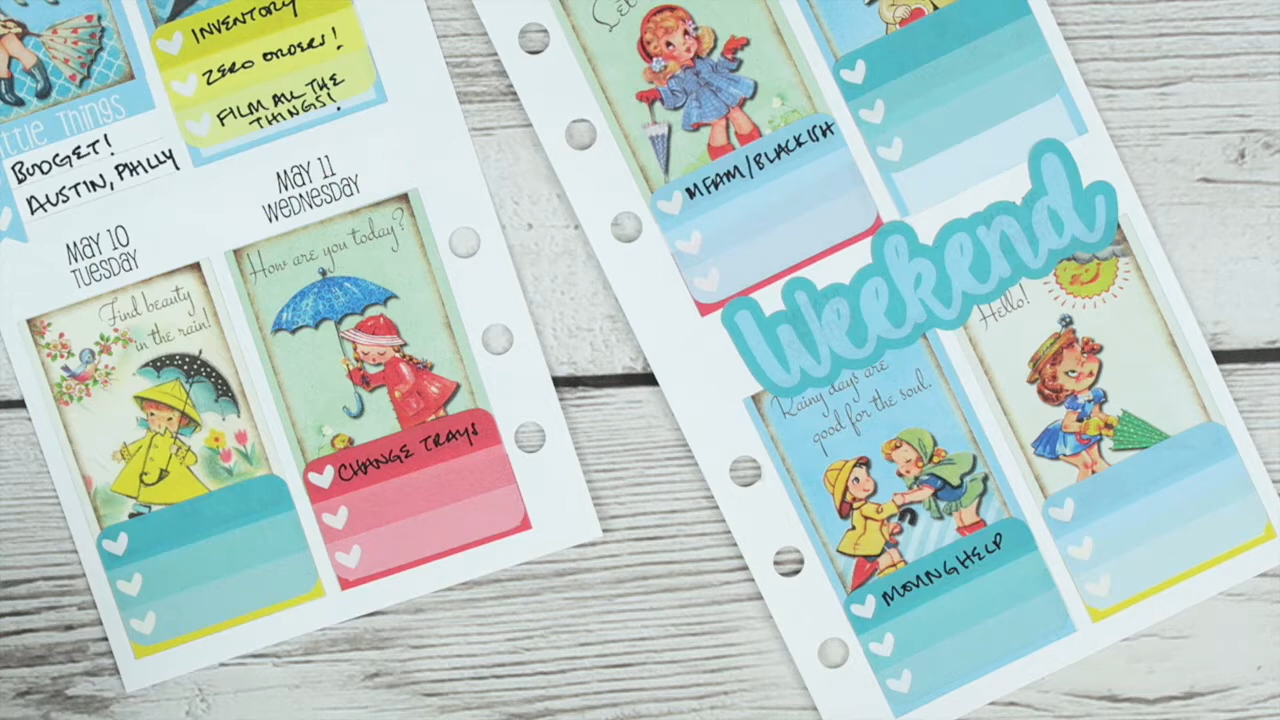 INVENTORY
ZERO ORDERS!
FILM ALL THE
THINGS!
ttle Things
BUDGET!
AUSTIN, PHILLY
MAY 10
TUESDAY
Find beauty
in the rain!
MAY 11
WEDNESDAY
How are you today?
CHANGE TRAYS
MFAM/BLACKISH
Weekend
Rainy days are
good for the soul.
MOVING HELP
Hello!